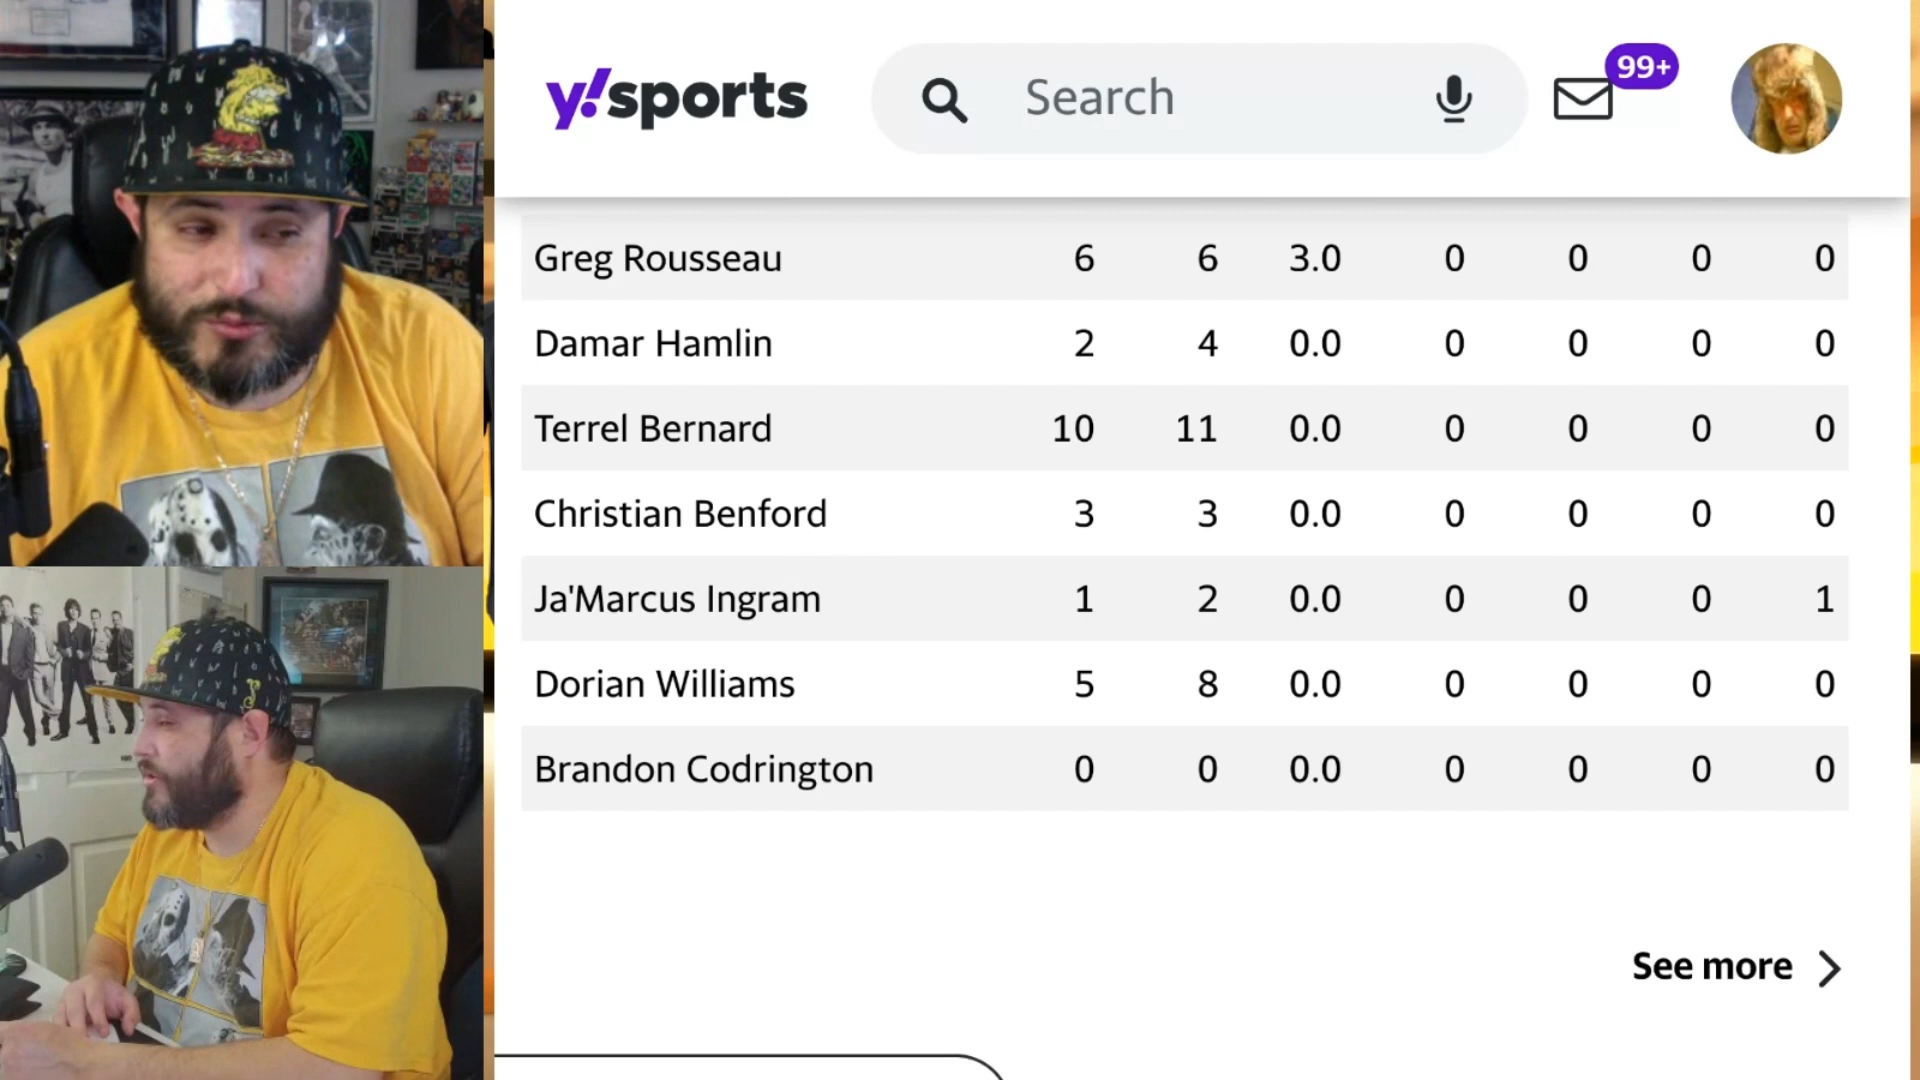 y!sports
Search
99+
Greg Rousseau 6 6 3.0 0 0 0 0
Damar Hamlin 2 4 0.0 0 0 0 0
Terrel Bernard 10 11 0.0 0 0 0 0
Christian Benford 3 3 0.0 0 0 0 0
Ja'Marcus Ingram 1 2 0.0 0 0 0 1
Dorian Williams 5 8 0.0 0 0 0 0
Brandon Codrington 0 0 0.0 0 0 0 0
See more